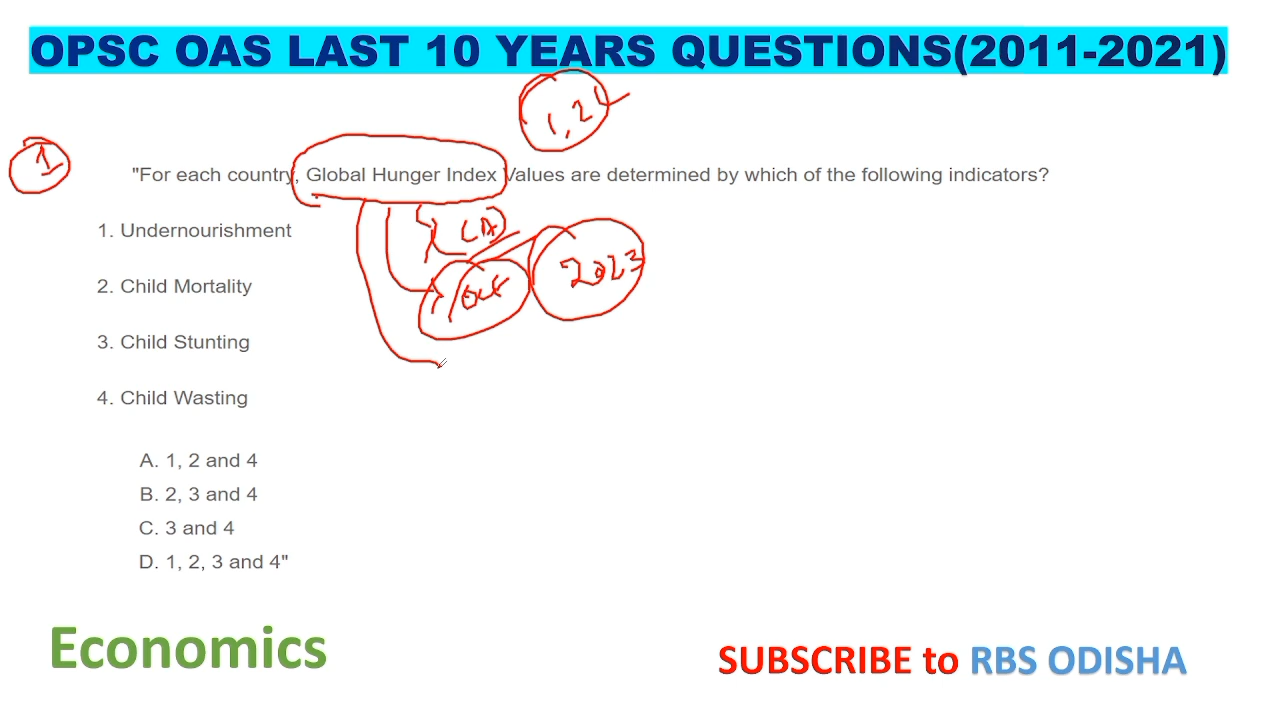 OPSC OAS LAST 10 YEARS QUESTIONS(2011-2021)
1,2
1
"For each country, Global Hunger Index Values are determined by which of the following indicators?
1. Undernourishment
(A)
2023
2. Child Mortality
3. Child Stunting
4. Child Wasting
A. 1, 2 and 4
B. 2, 3 and 4
C. 3 and 4
D. 1, 2, 3 and 4"
Economics
SUBSCRIBE to RBS ODISHA